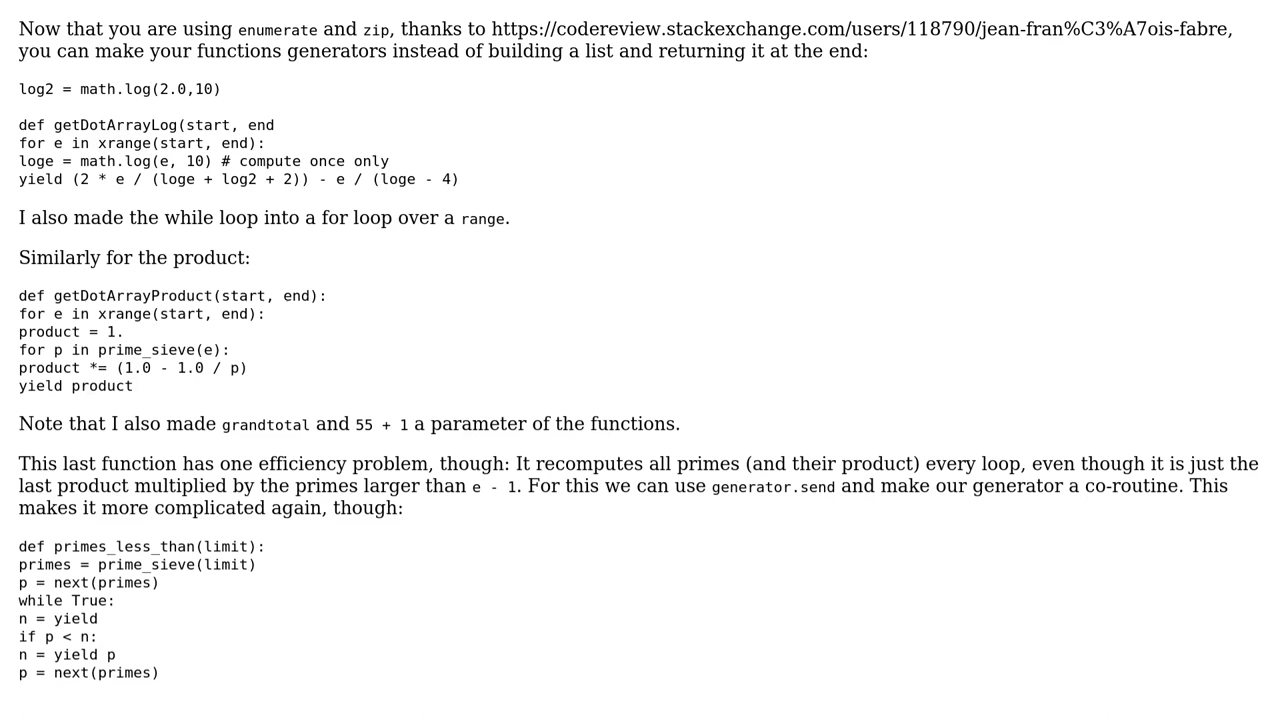 Now that you are using enumerate and zip, thanks to https://codereview.stackexchange.com/users/118790/jean-fran%C3%A7ois-fabre,
you can make your functions generators instead of building a list and returning it at the end:
log2 = math.log(2.0,10)
def getDotArrayLog(start, end
for e in xrange(start, end):
loge = math.log(e, 10) # compute once only
yield (2 * e / (loge + log2 + 2)) - e / (loge - 4)
I also made the while loop into a for loop over a range.
Similarly for the product:
def getDotArrayProduct(start, end):
for e in xrange(start, end):
product = 1.
for p in prime_sieve(e):
product *= (1.0 - 1.0 / p)
yield product
Note that I also made grandtotal and 55 + 1 a parameter of the functions.
This last function has one efficiency problem, though: It recomputes all primes (and their product) every loop, even though it is just the
last product multiplied by the primes larger than e - 1. For this we can use generator.send and make our generator a co-routine. This
makes it more complicated again, though:
def primes_less_than(limit):
primes = prime_sieve(limit)
p = next(primes)
while True:
n = yield
if p < n:
n = yield p
p = next(primes)